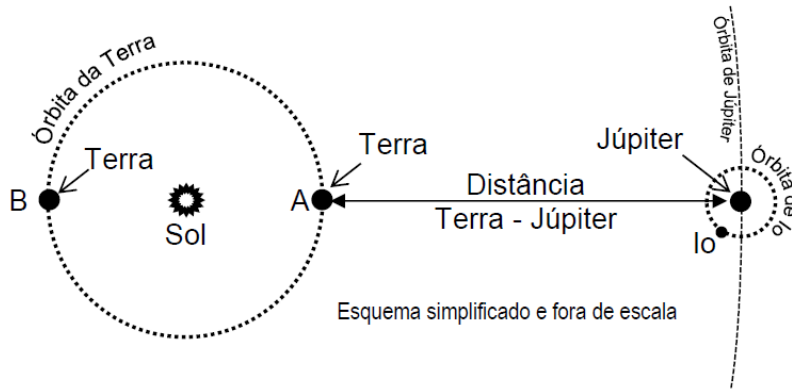 Órbita da Terra
Terra
B
Sol
Terra
A
Distância
Terra - Júpiter
Júpiter
Órbita de Júpiter
Órbita de Io
Io
Esquema simplificado e fora de escala